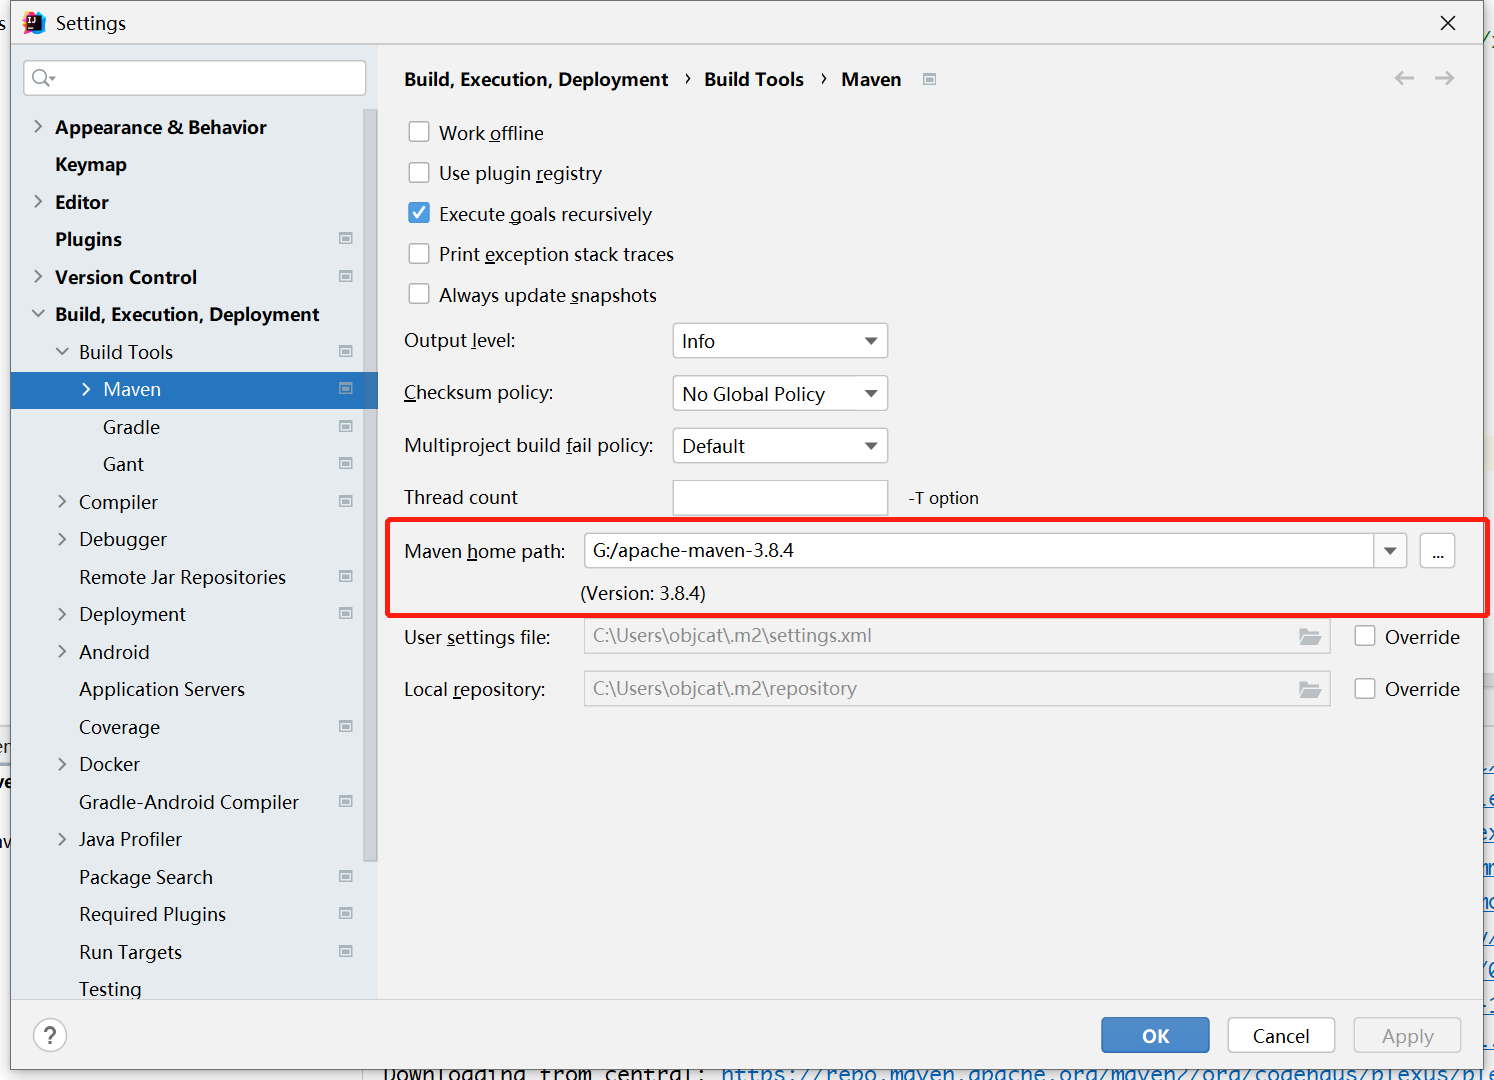 Settings
Appearance & Behavior
Keymap
Editor
Plugins
Version Control
Build, Execution, Deployment
Build Tools
Maven
Gradle
Gant
Compiler
Debugger
Remote Jar Repositories
Deployment
Android
Application Servers
Coverage
Docker
Gradle-Android Compiler
Java Profiler
Package Search
Required Plugins
Run Targets
Testing
Build, Execution, Deployment › Build Tools › Maven
Work offline
Use plugin registry
Execute goals recursively
Print exception stack traces
Always update snapshots
Output level: Info
Checksum policy: No Global Policy
Multiproject build fail policy: Default
Thread count -T option
Maven home path: G:/apache-maven-3.8.4 ...
(Version: 3.8.4)
User settings file: C:\Users\objcat\.m2\settings.xml Override
Local repository: C:\Users\objcat\.m2\repository Override
? OK Cancel Apply
Downloading from central: https://repo.maven.apache.org/maven2/org/codehaus/plexus/ple